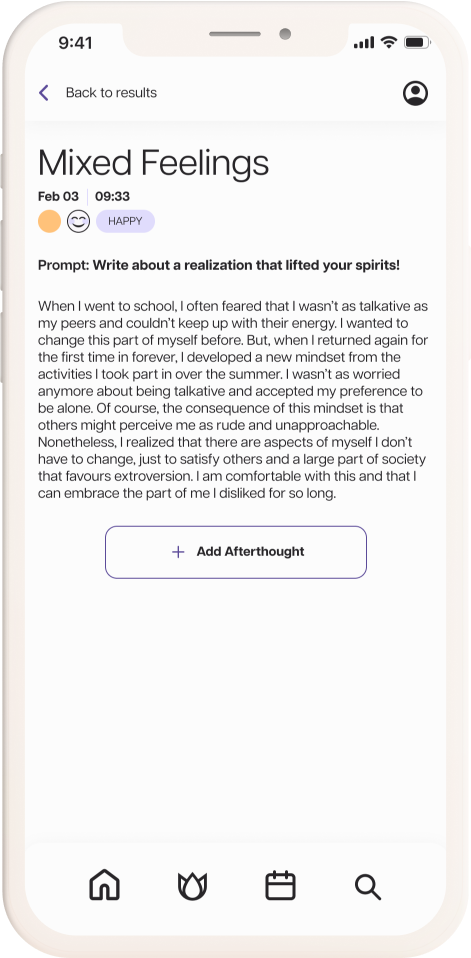 9:41
Back to results
Mixed Feelings
Feb 03 09:33
HAPPY
Prompt: Write about a realization that lifted your spirits!
When I went to school, I often feared that I wasn't as talkative as
my peers and couldn't keep up with their energy. I wanted to
change this part of myself before. But, when I returned again for
the first time in forever, I developed a new mindset from the
activities I took part in over the summer. I wasn't as worried
anymore about being talkative and accepted my preference to
be alone. Of course, the consequence of this mindset is that
others might perceive me as rude and unapproachable.
Nonetheless, I realized that there are aspects of myself I don't
have to change, just to satisfy others and a large part of society
that favours extroversion. I am comfortable with this and that I
can embrace the part of me I disliked for so long.
+ Add Afterthought